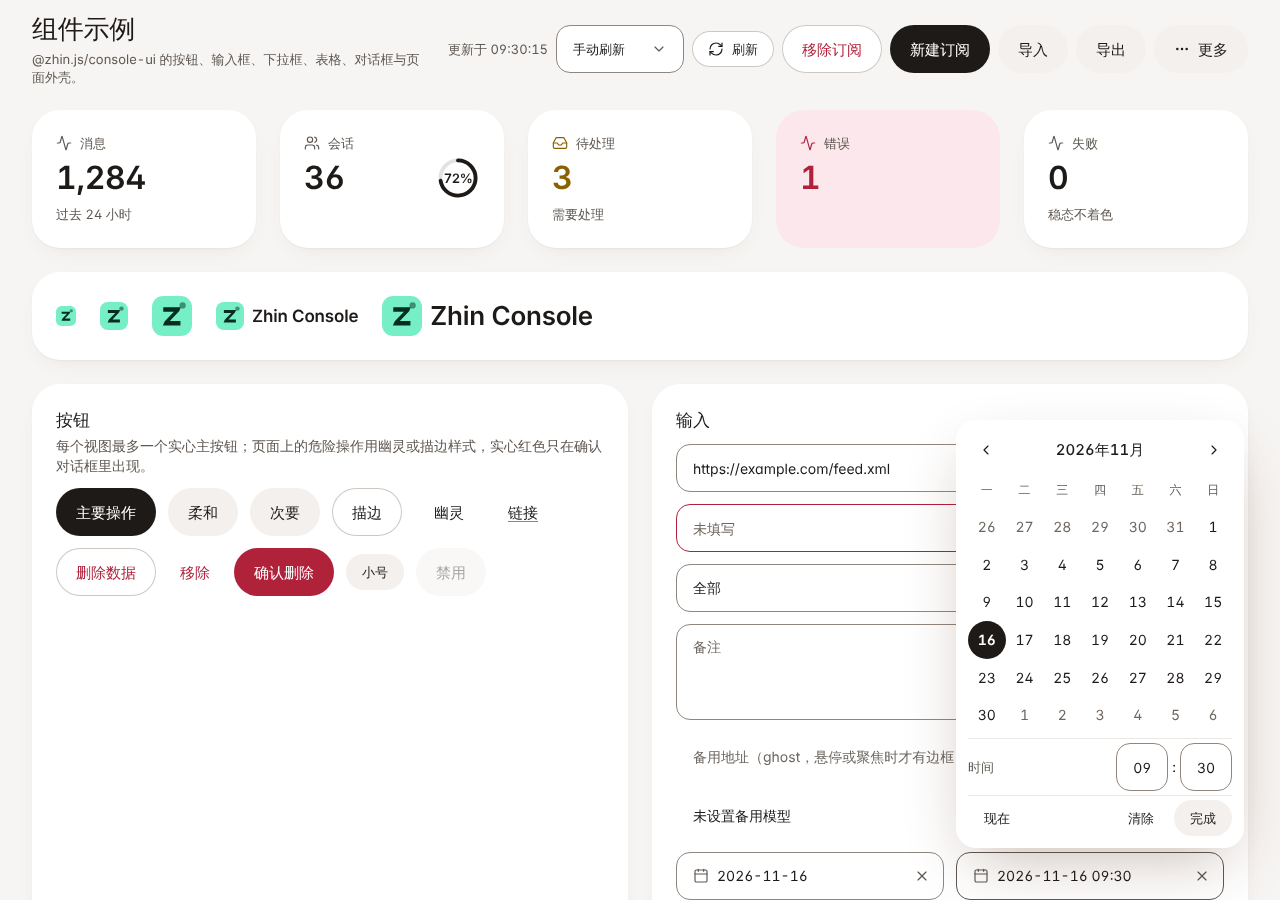 组件示例
@zhin.js/console-ui 的按钮、输入框、下拉框、表格、对话框与页
面外壳。
更新于 09:30:15
手动刷新
刷新
移除订阅
新建订阅
导入
导出
更多
消息
1,284
过去 24 小时
会话
36
72%
待处理
3
需要处理
错误
1
失败
0
稳态不着色
Zhin Console
Zhin Console
按钮
每个视图最多一个实心主按钮；页面上的危险操作用幽灵或描边样式，实心红色只在确认
对话框里出现。
主要操作
柔和
次要
描边
幽灵
链接
删除数据
移除
确认删除
小号
禁用
输入
https://example.com/feed.xml
未填写
全部
备注
备用地址（ghost，悬停或聚焦时才有边框
未设置备用模型
2026-11-16
2026-11-16 09:30
2026年11月
一 二 三 四 五 六 日
26 27 28 29 30 31 1
2 3 4 5 6 7 8
9 10 11 12 13 14 15
16 17 18 19 20 21 22
23 24 25 26 27 28 29
30 1 2 3 4 5 6
时间
09 : 30
现在
清除
完成